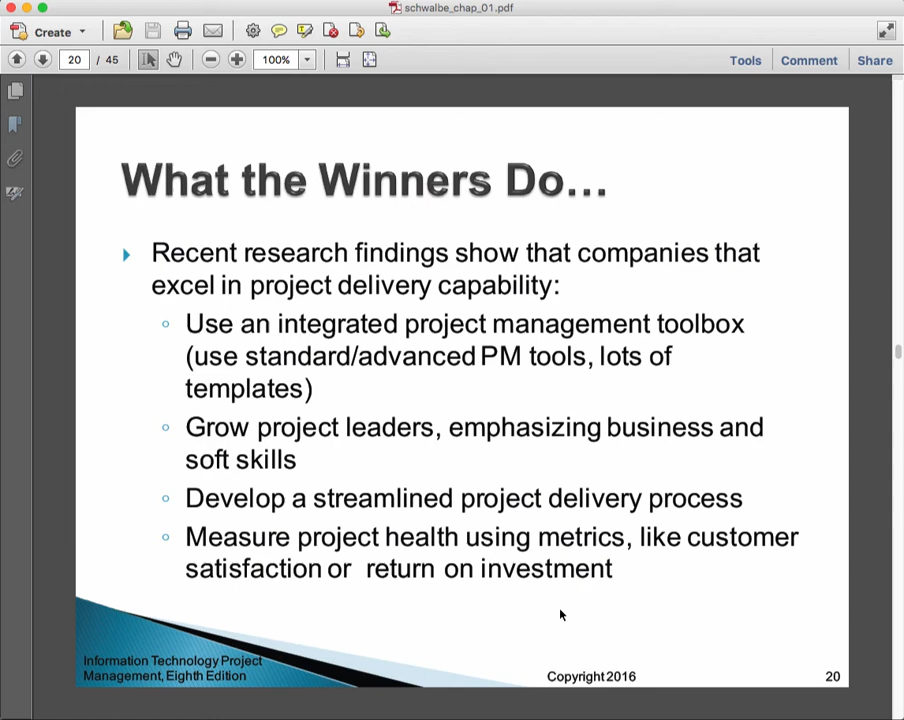 schwalbe_chap_01.pdf
Create
20 / 45
100%
Tools Comment Share
What the Winners Do…
Recent research findings show that companies that
excel in project delivery capability:
Use an integrated project management toolbox
(use standard/advanced PM tools, lots of
templates)
Grow project leaders, emphasizing business and
soft skills
Develop a streamlined project delivery process
Measure project health using metrics, like customer
satisfaction or return on investment
Information Technology Project
Management, Eighth Edition
Copyright 2016
20